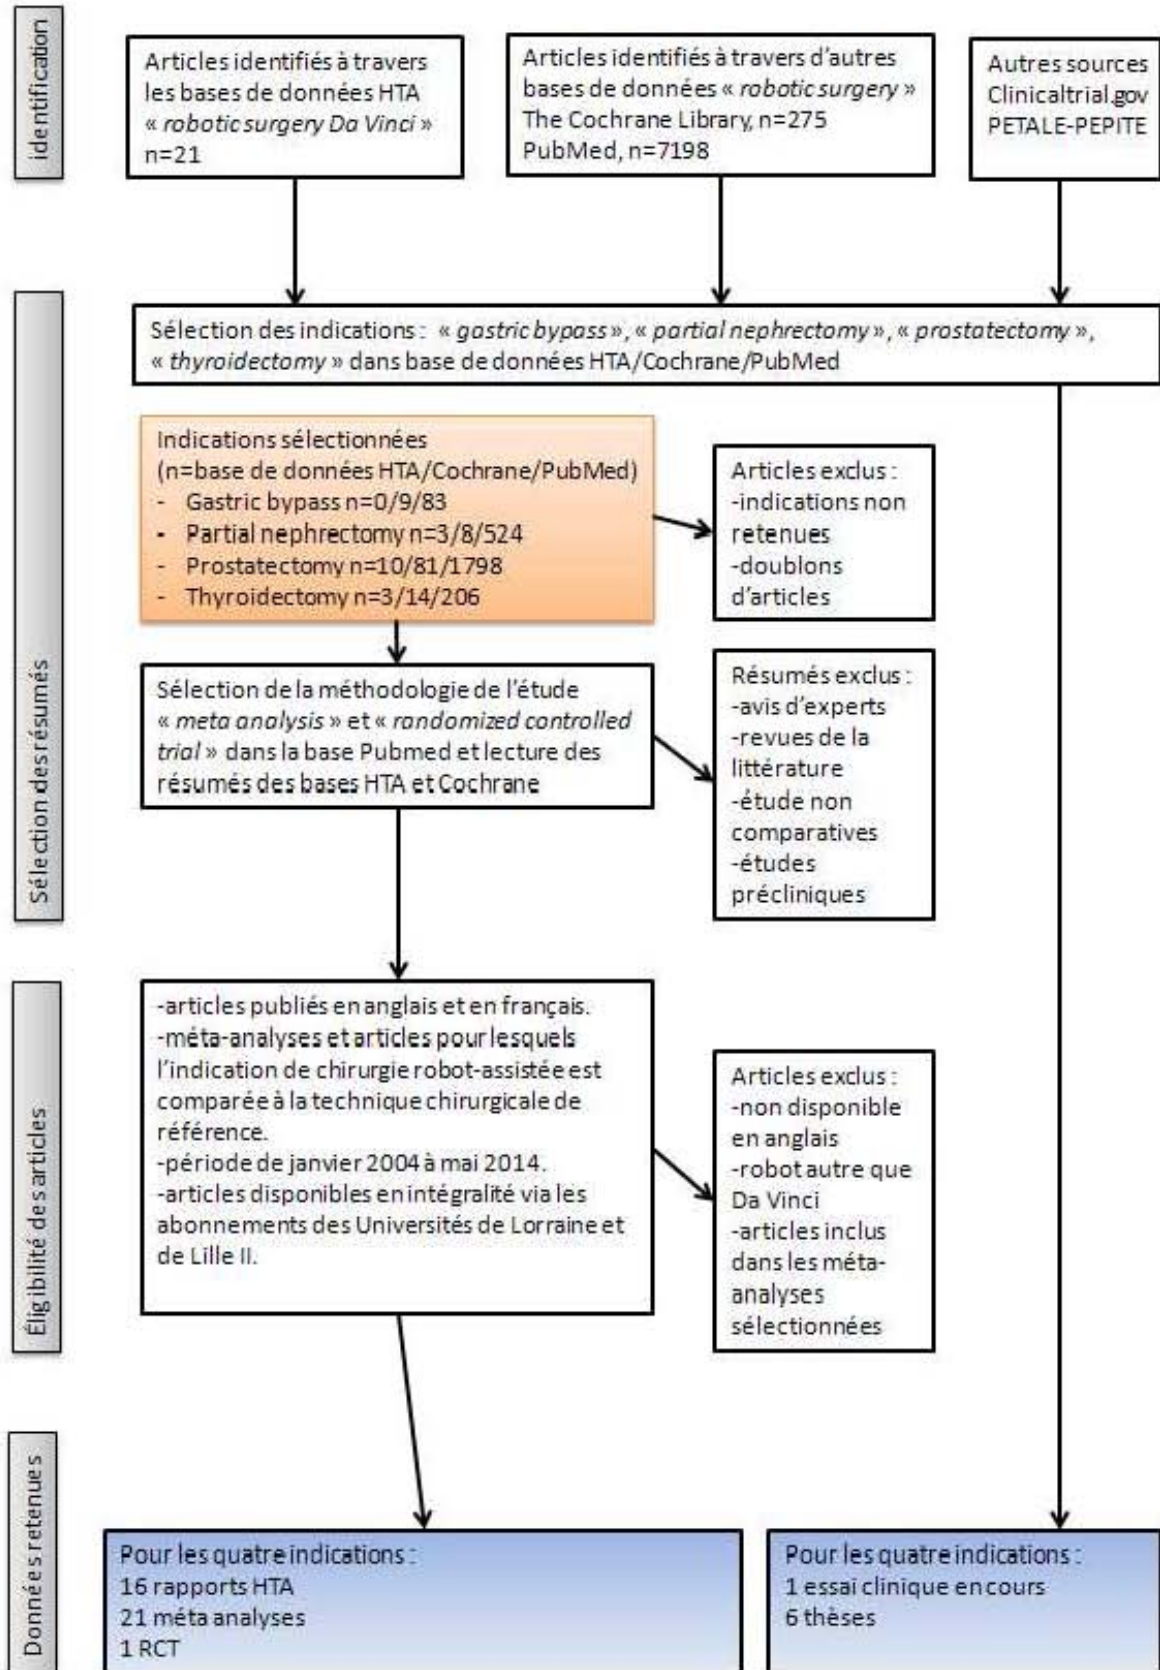 identification
Articles identifiés à travers
les bases de données HTA
« robotic surgery Da Vinci »
n=21
Articles identifiés à travers d'autres
bases de données « robotic surgery »
The Cochrane Library, n=275
PubMed, n=7198
Autres sources
Clinicaltrial.gov
PETALE-PEPITE
Sélection des résumés
Sélection des indications : « gastric bypass », « partial nephrectomy », « prostatectomy »,
« thyroidectomy » dans base de données HTA/Cochrane/PubMed
Indications sélectionnées
(n=base de données HTA/Cochrane/PubMed)
- Gastric bypass n=0/9/83
- Partial nephrectomy n=3/8/524
- Prostatectomy n=10/81/1798
- Thyroidectomy n=3/14/206
Articles exclus :
-indications non
retenues
-doublons
d'articles
Sélection de la méthodologie de l'étude
« meta analysis » et « randomized controlled
trial » dans la base Pubmed et lecture des
résumés des bases HTA et Cochrane
Résumés exclus :
-avis d'experts
-revues de la
littérature
-étude non
comparatives
-études
précliniques
Éligibilité des articles
-articles publiés en anglais et en français.
-méta-analyses et articles pour lesquels
l'indication de chirurgie robot-assistée est
comparée à la technique chirurgicale de
référence.
-période de janvier 2004 à mai 2014.
-articles disponibles en intégralité via les
abonnements des Universités de Lorraine et
de Lille II.
Articles exclus :
-non disponible
en anglais
-robot autre que
Da Vinci
-articles inclus
dans les méta-
analyses
sélectionnées
Données retenues
Pour les quatre indications :
16 rapports HTA
21 méta analyses
1 RCT
Pour les quatre indications :
1 essai clinique en cours
6 thèses